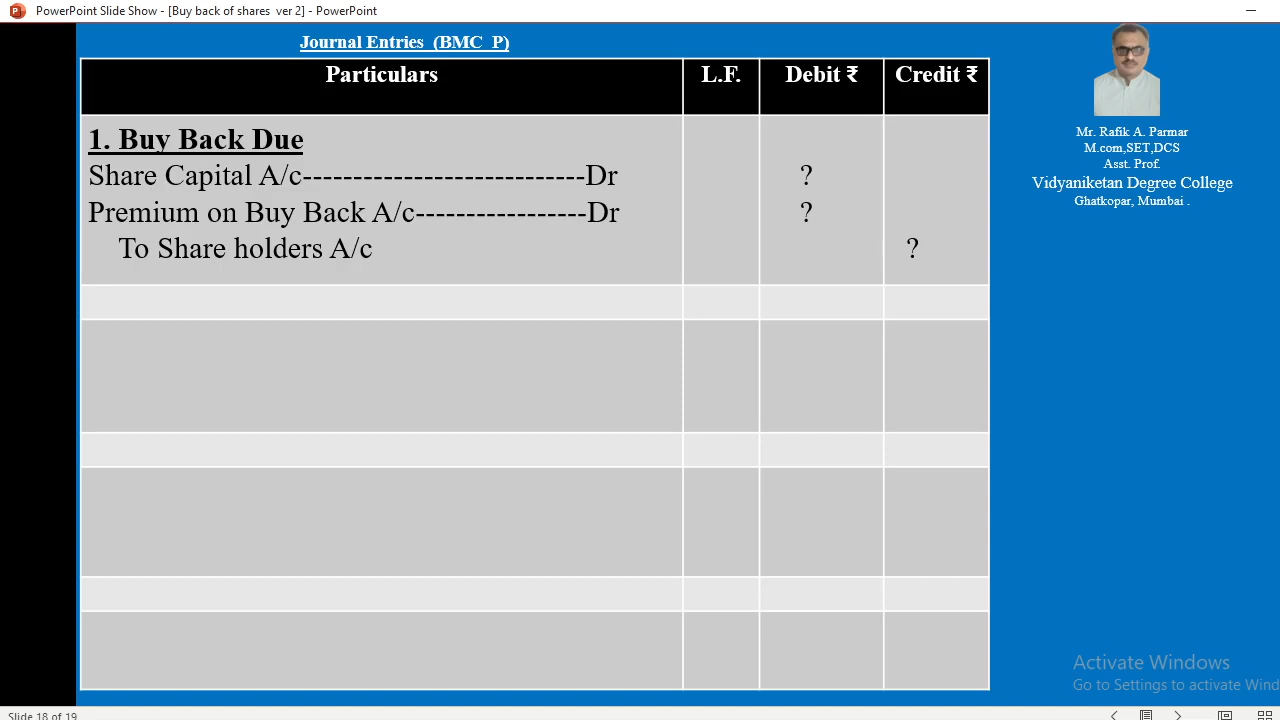 PowerPoint Slide Show - [Buy back of shares ver 2] - PowerPoint
Journal Entries (BMC P)
Particulars L.F. Debit ₹ Credit ₹
1. Buy Back Due
Share Capital A/c----------------------------Dr ?
Premium on Buy Back A/c-----------------Dr ?
To Share holders A/c ?
Mr. Rafik A. Parmar
M.com,SET,DCS
Asst. Prof.
Vidyaniketan Degree College
Ghatkopar, Mumbai .
Activate Windows
Go to Settings to activate Wind
Slide 18 of 19